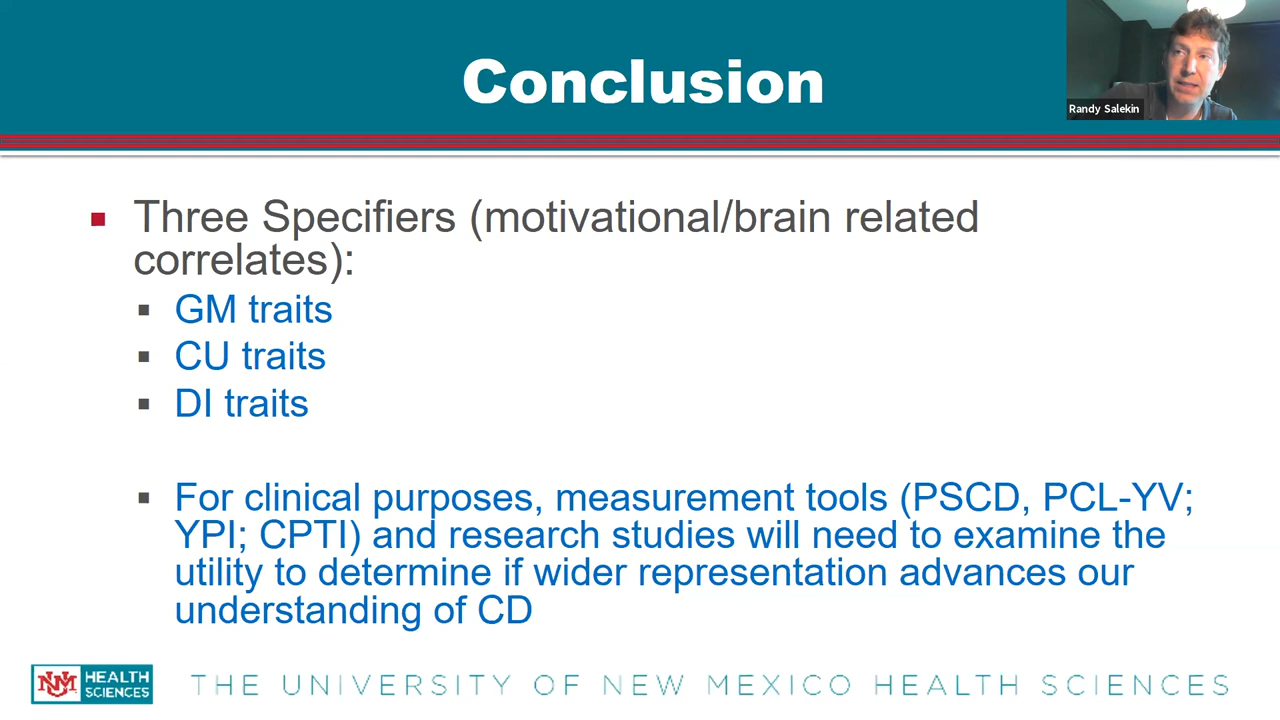 Conclusion
Randy Salekin
Three Specifiers (motivational/brain related
correlates):
GM traits
CU traits
DI traits
For clinical purposes, measurement tools (PSCD, PCL-YV;
YPI; CPTI) and research studies will need to examine the
utility to determine if wider representation advances our
understanding of CD
UNM HEALTH
SCIENCES
THE UNIVERSITY OF NEW MEXICO HEALTH SCIENCES